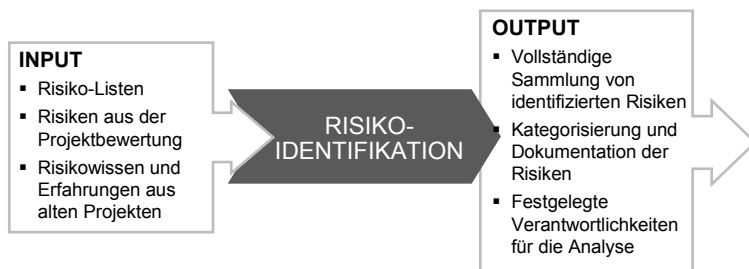 INPUT
▪ Risiko-Listen
▪ Risiken aus der
Projektbewertung
▪ Risikowissen und
Erfahrungen aus
alten Projekten
RISIKO-
IDENTIFIKATION
OUTPUT
▪ Vollständige
Sammlung von
identifizierten Risiken
▪ Kategorisierung und
Dokumentation der
Risiken
▪ Festgelegte
Verantwortlichkeiten
für die Analyse